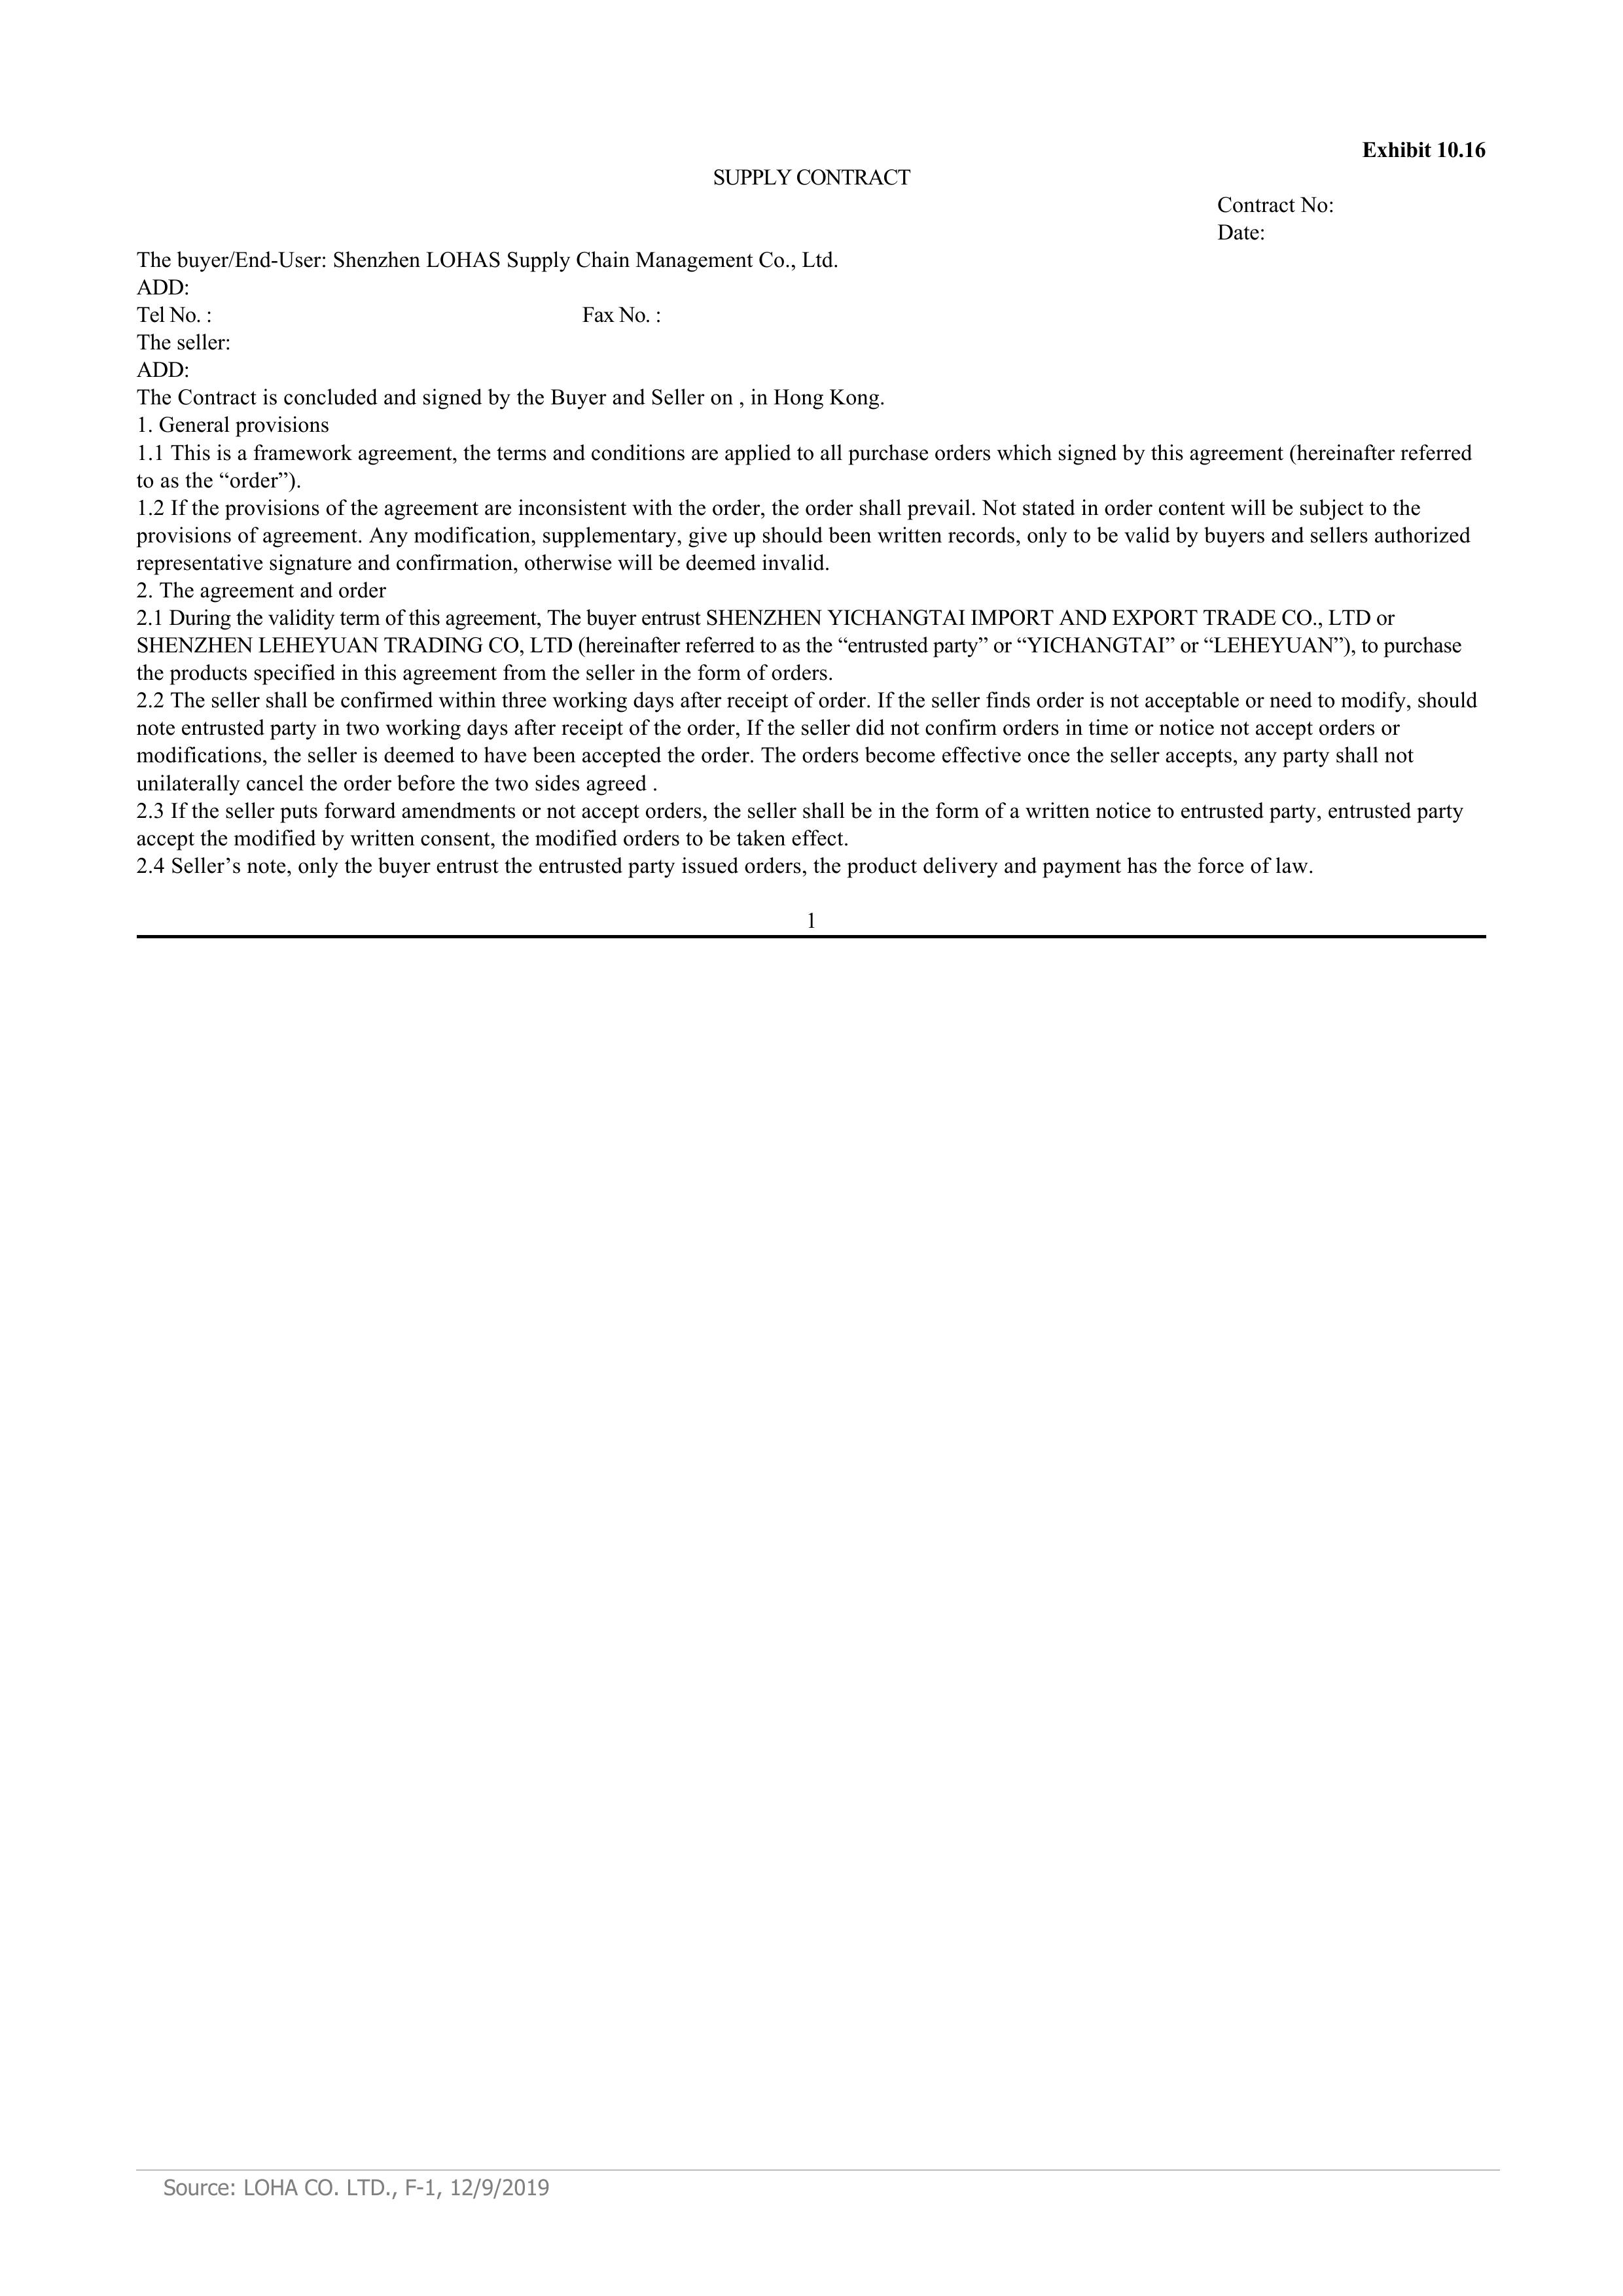 Exhibit 10.16
SUPPLY CONTRACT
Contract No:
Date:
The buyer/End-User: Shenzhen LOHAS Supply Chain Management Co., Ltd.
ADD:
Tel No. : Fax No. :
The seller:
ADD:
The Contract is concluded and signed by the Buyer and Seller on , in Hong Kong.
1. General provisions
1.1 This is a framework agreement, the terms and conditions are applied to all purchase orders which signed by this agreement (hereinafter referred
to as the “order”).
1.2 If the provisions of the agreement are inconsistent with the order, the order shall prevail. Not stated in order content will be subject to the
provisions of agreement. Any modification, supplementary, give up should been written records, only to be valid by buyers and sellers authorized
representative signature and confirmation, otherwise will be deemed invalid.
2. The agreement and order
2.1 During the validity term of this agreement, The buyer entrust SHENZHEN YICHANGTAI IMPORT AND EXPORT TRADE CO., LTD or
SHENZHEN LEHEYUAN TRADING CO, LTD (hereinafter referred to as the “entrusted party” or “YICHANGTAI” or “LEHEYUAN”), to purchase
the products specified in this agreement from the seller in the form of orders.
2.2 The seller shall be confirmed within three working days after receipt of order. If the seller finds order is not acceptable or need to modify, should
note entrusted party in two working days after receipt of the order, If the seller did not confirm orders in time or notice not accept orders or
modifications, the seller is deemed to have been accepted the order. The orders become effective once the seller accepts, any party shall not
unilaterally cancel the order before the two sides agreed .
2.3 If the seller puts forward amendments or not accept orders, the seller shall be in the form of a written notice to entrusted party, entrusted party
accept the modified by written consent, the modified orders to be taken effect.
2.4 Seller’s note, only the buyer entrust the entrusted party issued orders, the product delivery and payment has the force of law.
1
Source: LOHA CO. LTD., F-1, 12/9/2019